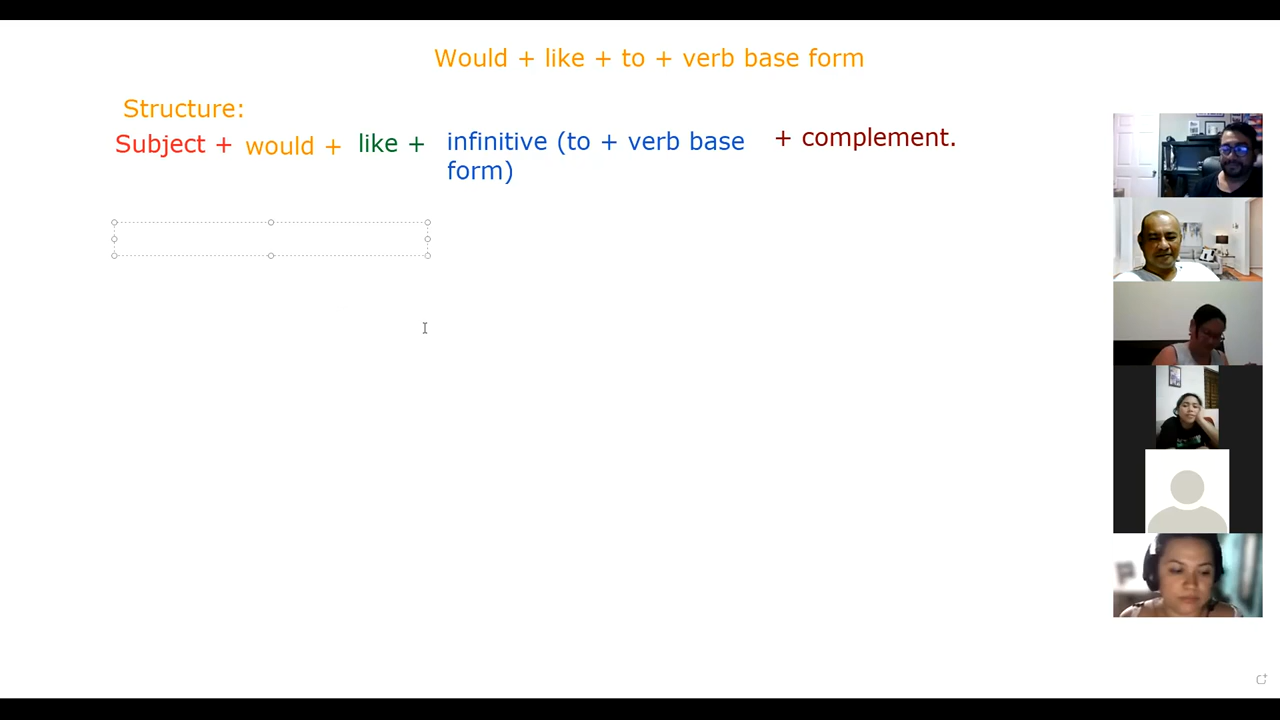 Would + like + to + verb base form
Structure:
Subject + would + like + infinitive (to + verb base + complement.
form)